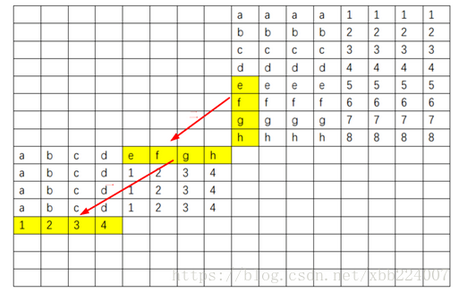 a a a a 1 1 1 1
b b b b 2 2 2 2
c c c c 3 3 3 3
d d d d 4 4 4 4
e e e e 5 5 5 5
f f f f 6 6 6 6
g g g g 7 7 7 7
h h h h 8 8 8 8
a b c d e f g h
a b c d 1 2 3 4
a b c d 1 2 3 4
a b c d 1 2 3 4
1 2 3 4
https://blog.csdn.net/xbb224007